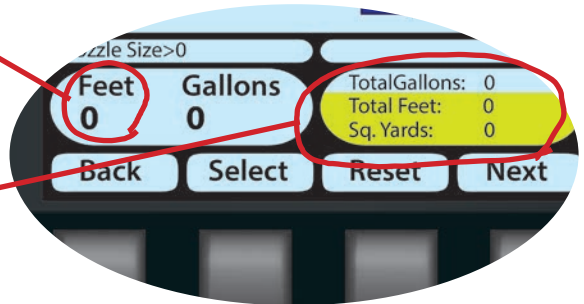 zzle Size>0
Feet Gallons
0 0
TotalGallons: 0
Total Feet: 0
Sq. Yards: 0
Back Select Reset Next